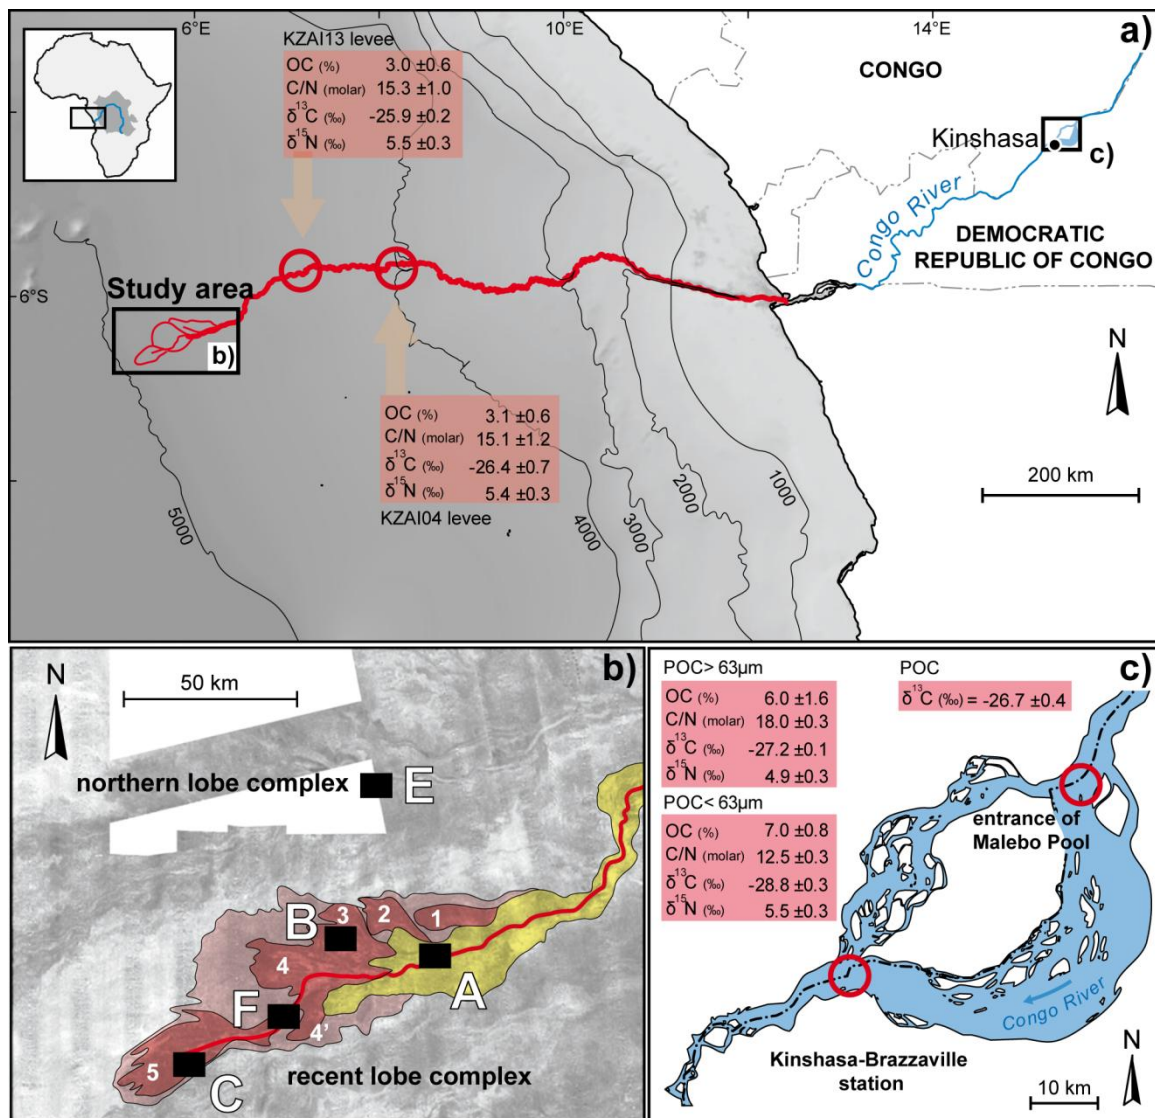 6°E
10°E
14°E
a)
KZAI13 levee
OC (%) 3.0 ±0.6
C/N (molar) 15.3 ±1.0
δ¹³C (‰) -25.9 ±0.2
δ¹⁵N (‰) 5.5 ±0.3
CONGO
Kinshasa
c)
Congo River
DEMOCRATIC
REPUBLIC OF CONGO
6°S
Study area
b)
N
OC (%) 3.1 ±0.6
C/N (molar) 15.1 ±1.2
δ¹³C (‰) -26.4 ±0.7
δ¹⁵N (‰) 5.4 ±0.3
KZAI04 levee
5000
4000
3000
2000
1000
200 km
b)
N
50 km
northern lobe complex
E
B
3
2
1
4
A
F
4'
5
C
recent lobe complex
c)
POC> 63µm
OC (%) 6.0 ±1.6
C/N (molar) 18.0 ±0.3
δ¹³C (‰) -27.2 ±0.1
δ¹⁵N (‰) 4.9 ±0.3
POC< 63µm
OC (%) 7.0 ±0.8
C/N (molar) 12.5 ±0.3
δ¹³C (‰) -28.8 ±0.3
δ¹⁵N (‰) 5.5 ±0.3
POC
δ¹³C (‰) = -26.7 ±0.4
entrance of
Malebo Pool
Congo River
Kinshasa-Brazzaville
station
N
10 km